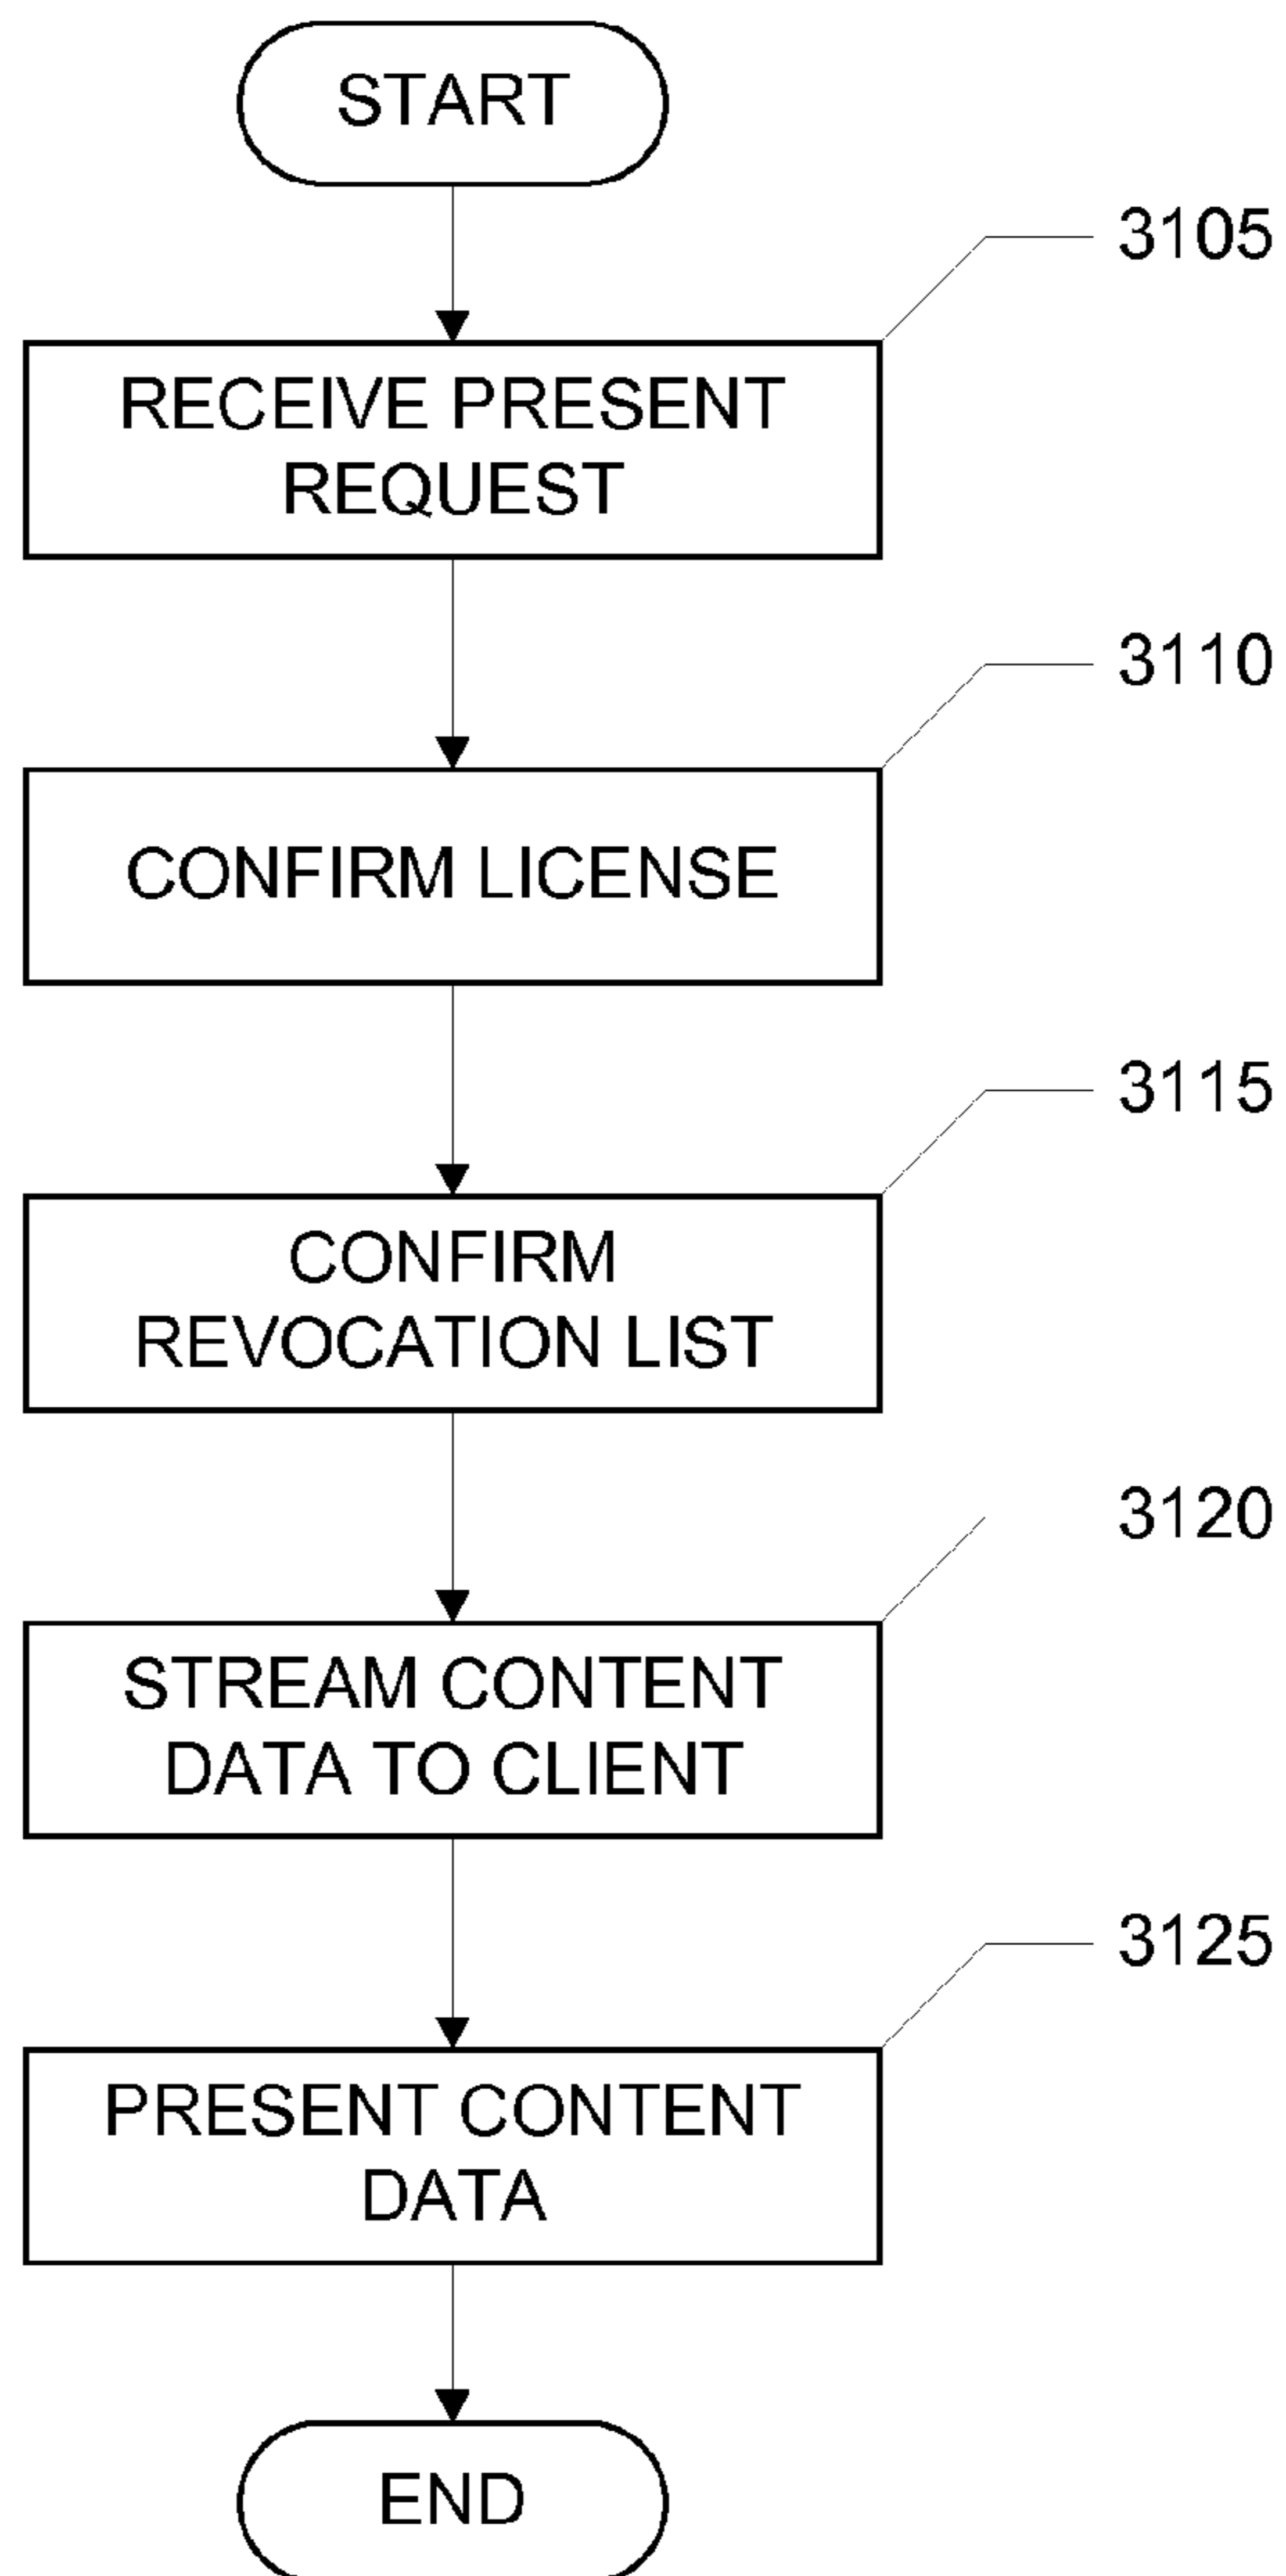 START
3105
RECEIVE PRESENT
REQUEST
3110
CONFIRM LICENSE
3115
CONFIRM
REVOCATION LIST
3120
STREAM CONTENT
DATA TO CLIENT
3125
PRESENT CONTENT
DATA
END